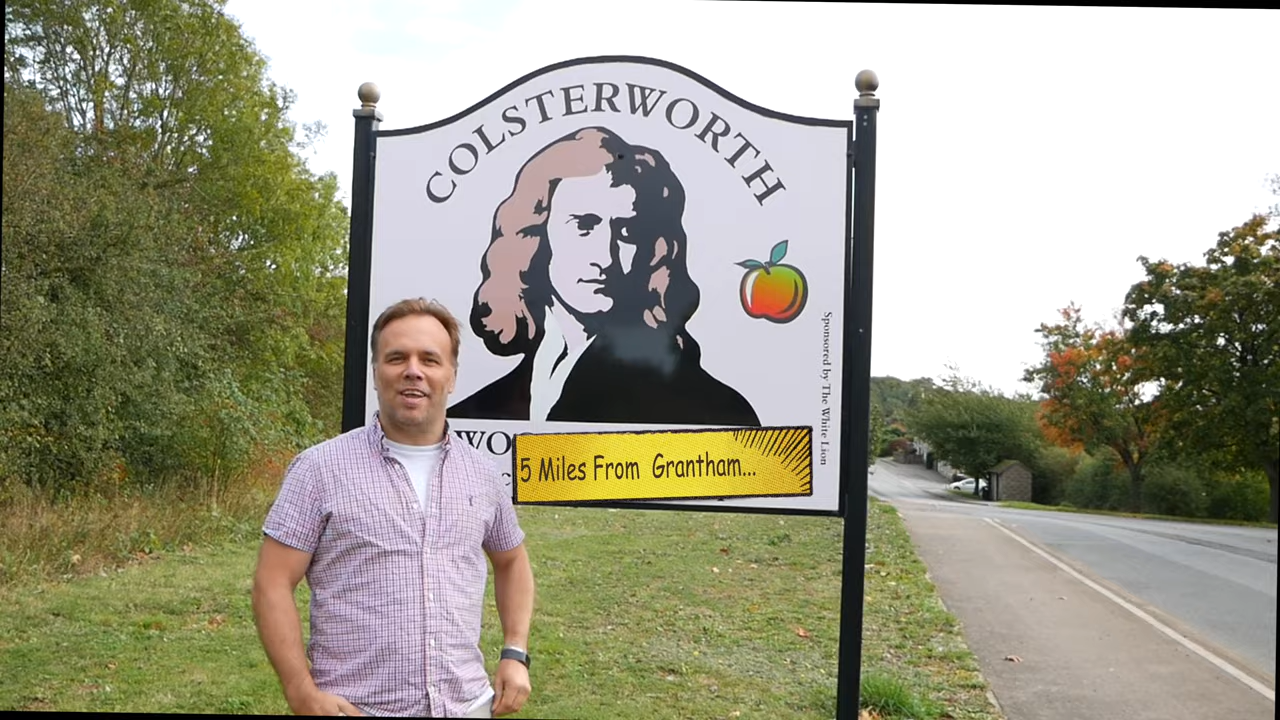 COLSTERWORTH
Sponsored by The White Lion
5 Miles From Grantham...